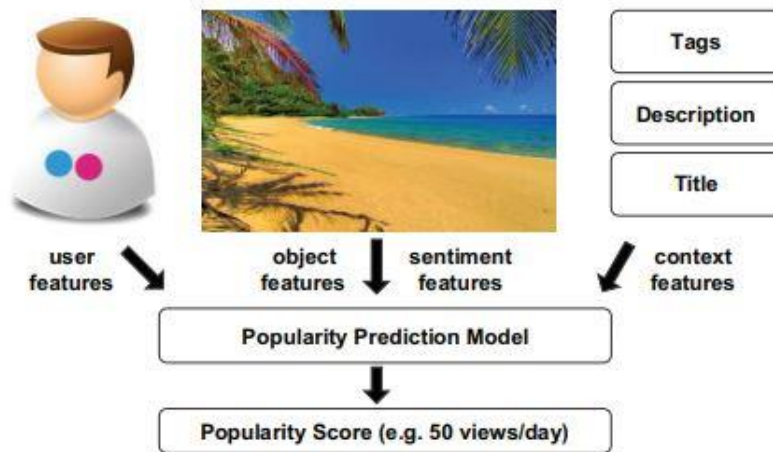 Tags
Description
Title
user
features
object
features
sentiment
features
context
features
Popularity Prediction Model
Popularity Score (e.g. 50 views/day)